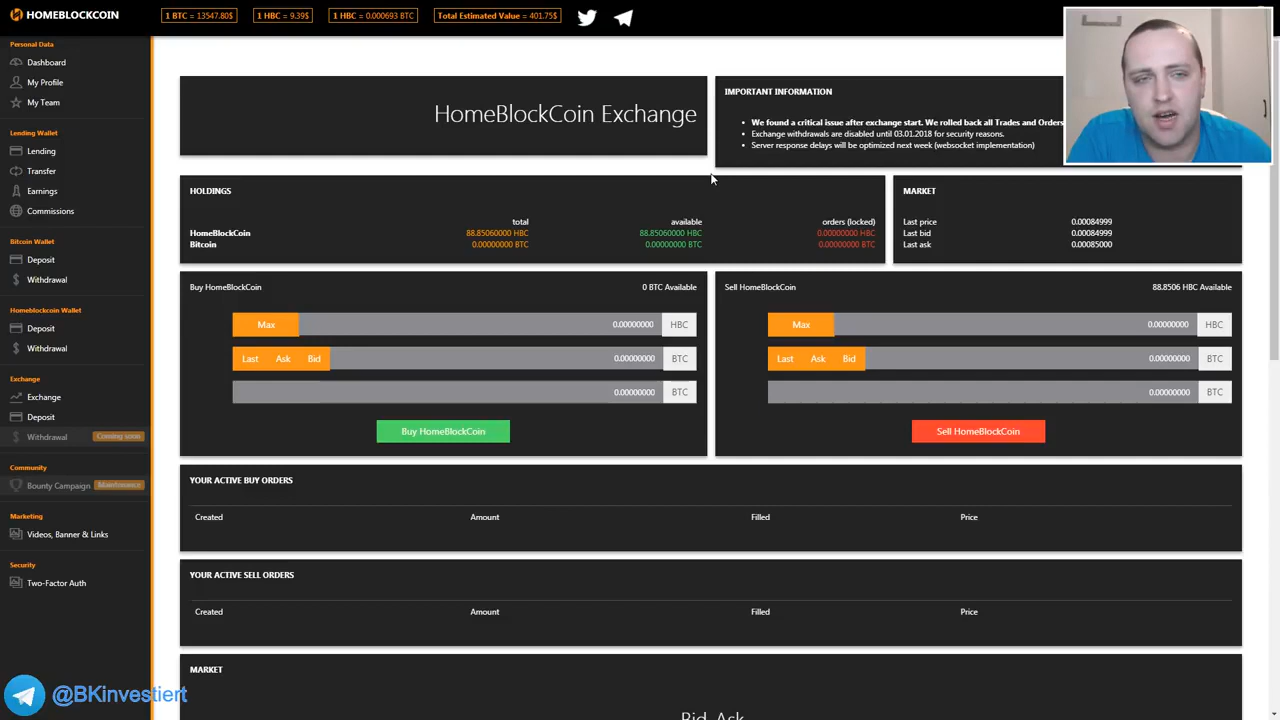 HOMEBLOCKCOIN
1 BTC = 13547.80$
1 HBC = 9.39$
1 HBC = 0.000693 BTC
Total Estimated Value = 401.75$
Personal Data
Dashboard
My Profile
My Team
Lending Wallet
Lending
Transfer
Earnings
Commissions
Bitcoin Wallet
Deposit
Withdrawal
Homeblockcoin Wallet
Deposit
Withdrawal
Exchange
Exchange
Deposit
Withdrawal Coming soon
Community
Bounty Campaign Maintenance
Marketing
Videos, Banner & Links
Security
Two-Factor Auth
HomeBlockCoin Exchange
IMPORTANT INFORMATION
We found a critical issue after exchange start. We rolled back all Trades and Orders
Exchange withdrawals are disabled until 03.01.2018 for security reasons.
Server response delays will be optimized next week (websocket implementation)
HOLDINGS
total available orders (locked)
HomeBlockCoin 88.85060000 HBC 88.85060000 HBC 0.00000000 HBC
Bitcoin 0.00000000 BTC 0.00000000 BTC 0.00000000 BTC
MARKET
Last price 0.00084999
Last bid 0.00084999
Last ask 0.00085000
Buy HomeBlockCoin 0 BTC Available
Max 0.00000000 HBC
Last Ask Bid 0.00000000 BTC
0.00000000 BTC
Buy HomeBlockCoin
Sell HomeBlockCoin 88.8506 HBC Available
Max 0.00000000 HBC
Last Ask Bid 0.00000000 BTC
0.00000000 BTC
Sell HomeBlockCoin
YOUR ACTIVE BUY ORDERS
Created Amount Filled Price
YOUR ACTIVE SELL ORDERS
Created Amount Filled Price
MARKET
Bid Ask
@BKinvestiert